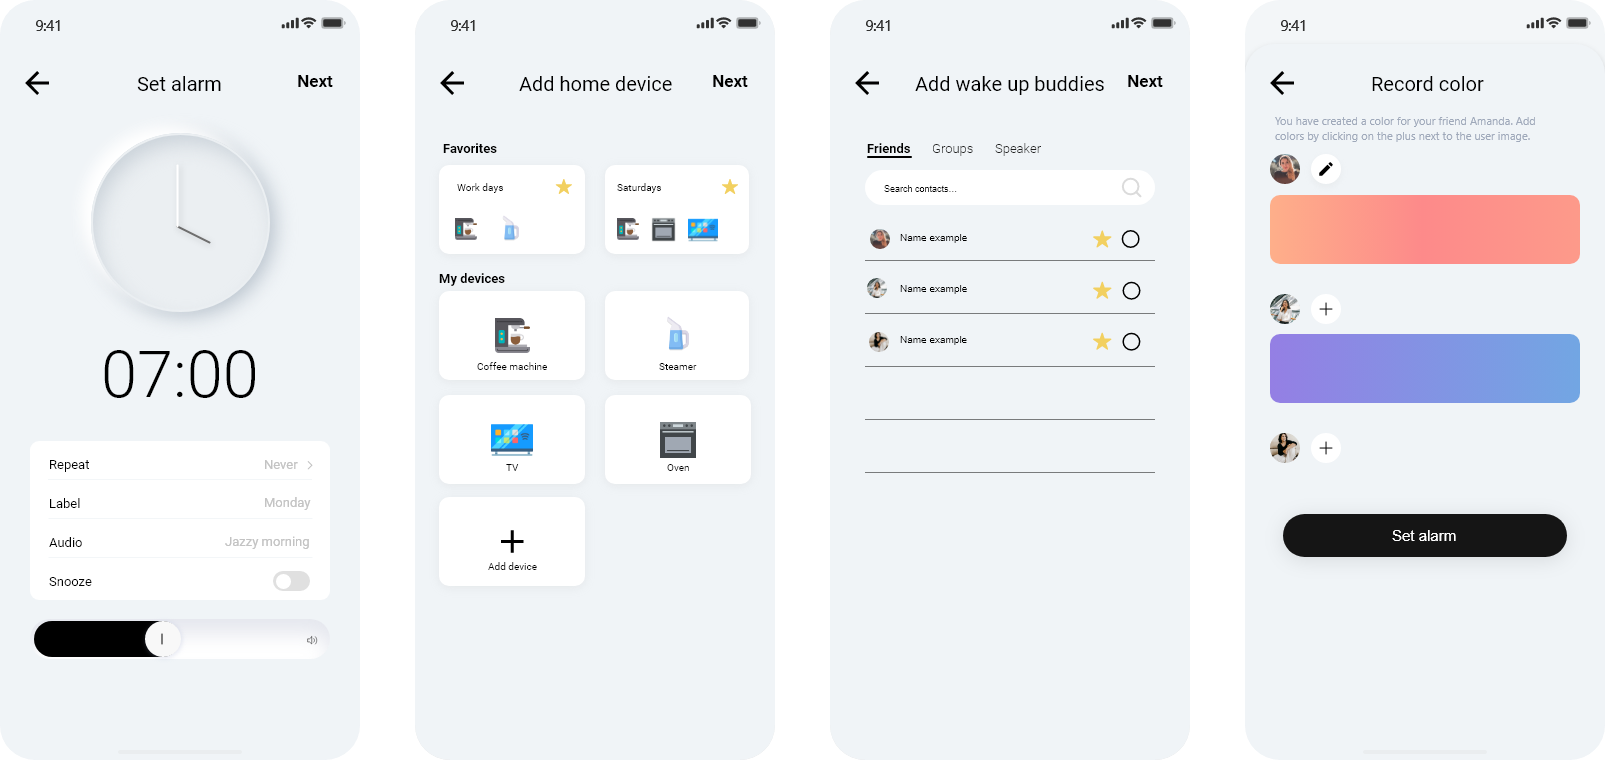 9:41
Set alarm
Next
07:00
Repeat
Never
Label
Monday
Audio
Jazzy morning
Snooze
9:41
Add home device
Next
Favorites
Work days
Saturdays
My devices
Coffee machine
Steamer
TV
Oven
Add device
9:41
Add wake up buddies
Next
Friends
Groups
Speaker
Search contacts...
Name example
Name example
Name example
9:41
Record color
You have created a color for your friend Amanda. Add
colors by clicking on the plus next to the user image.
Set alarm